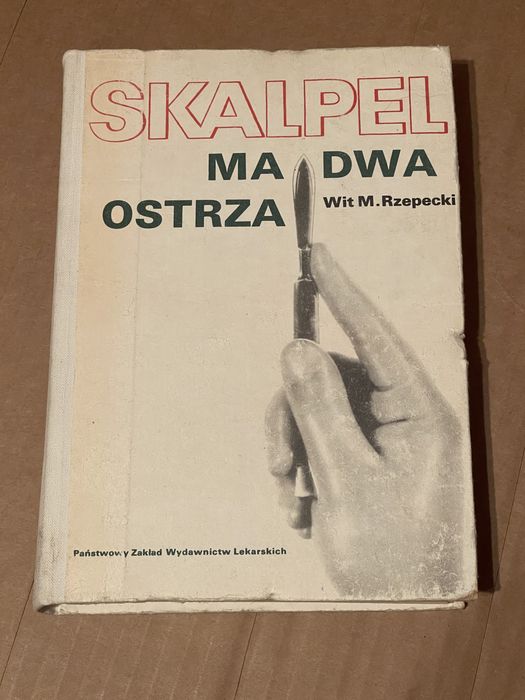 SKALPEL
MA DWA
OSTRZA
Wit M. Rzepecki
Państwowy Zakład Wydawnictw Lekarskich